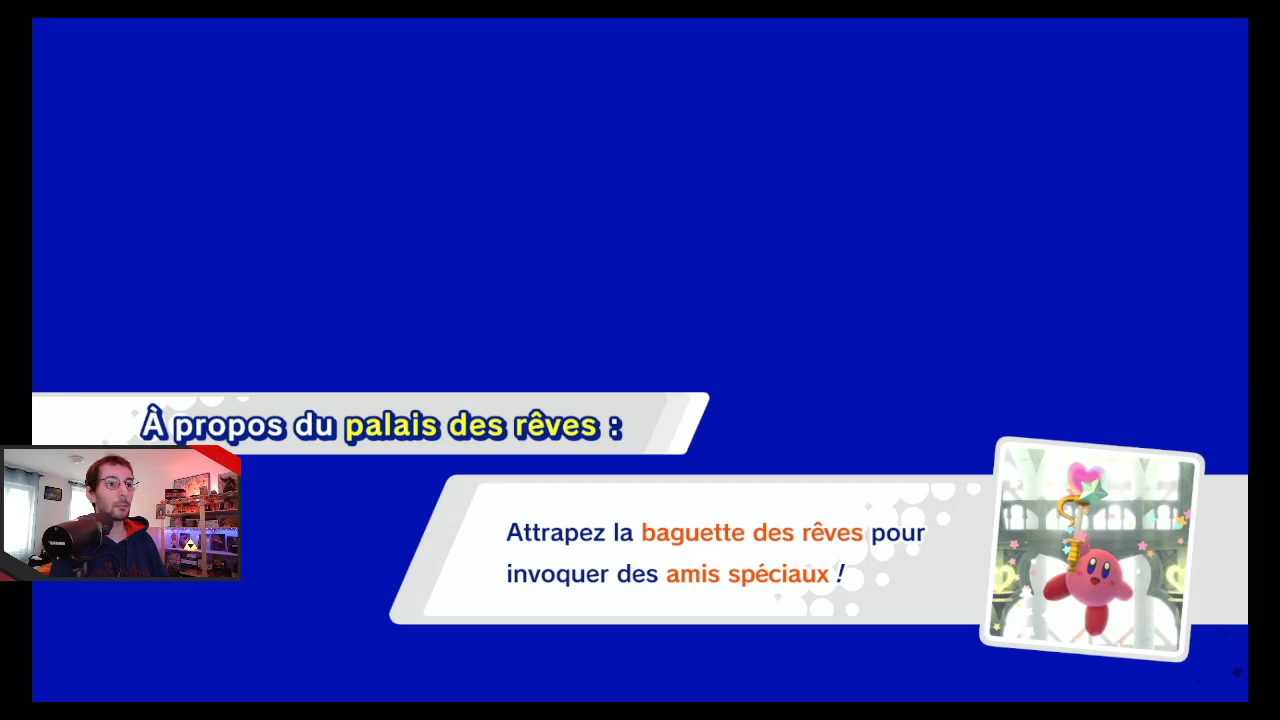 À propos du palais des rêves :
Attrapez la baguette des rêves pour
invoquer des amis spéciaux !